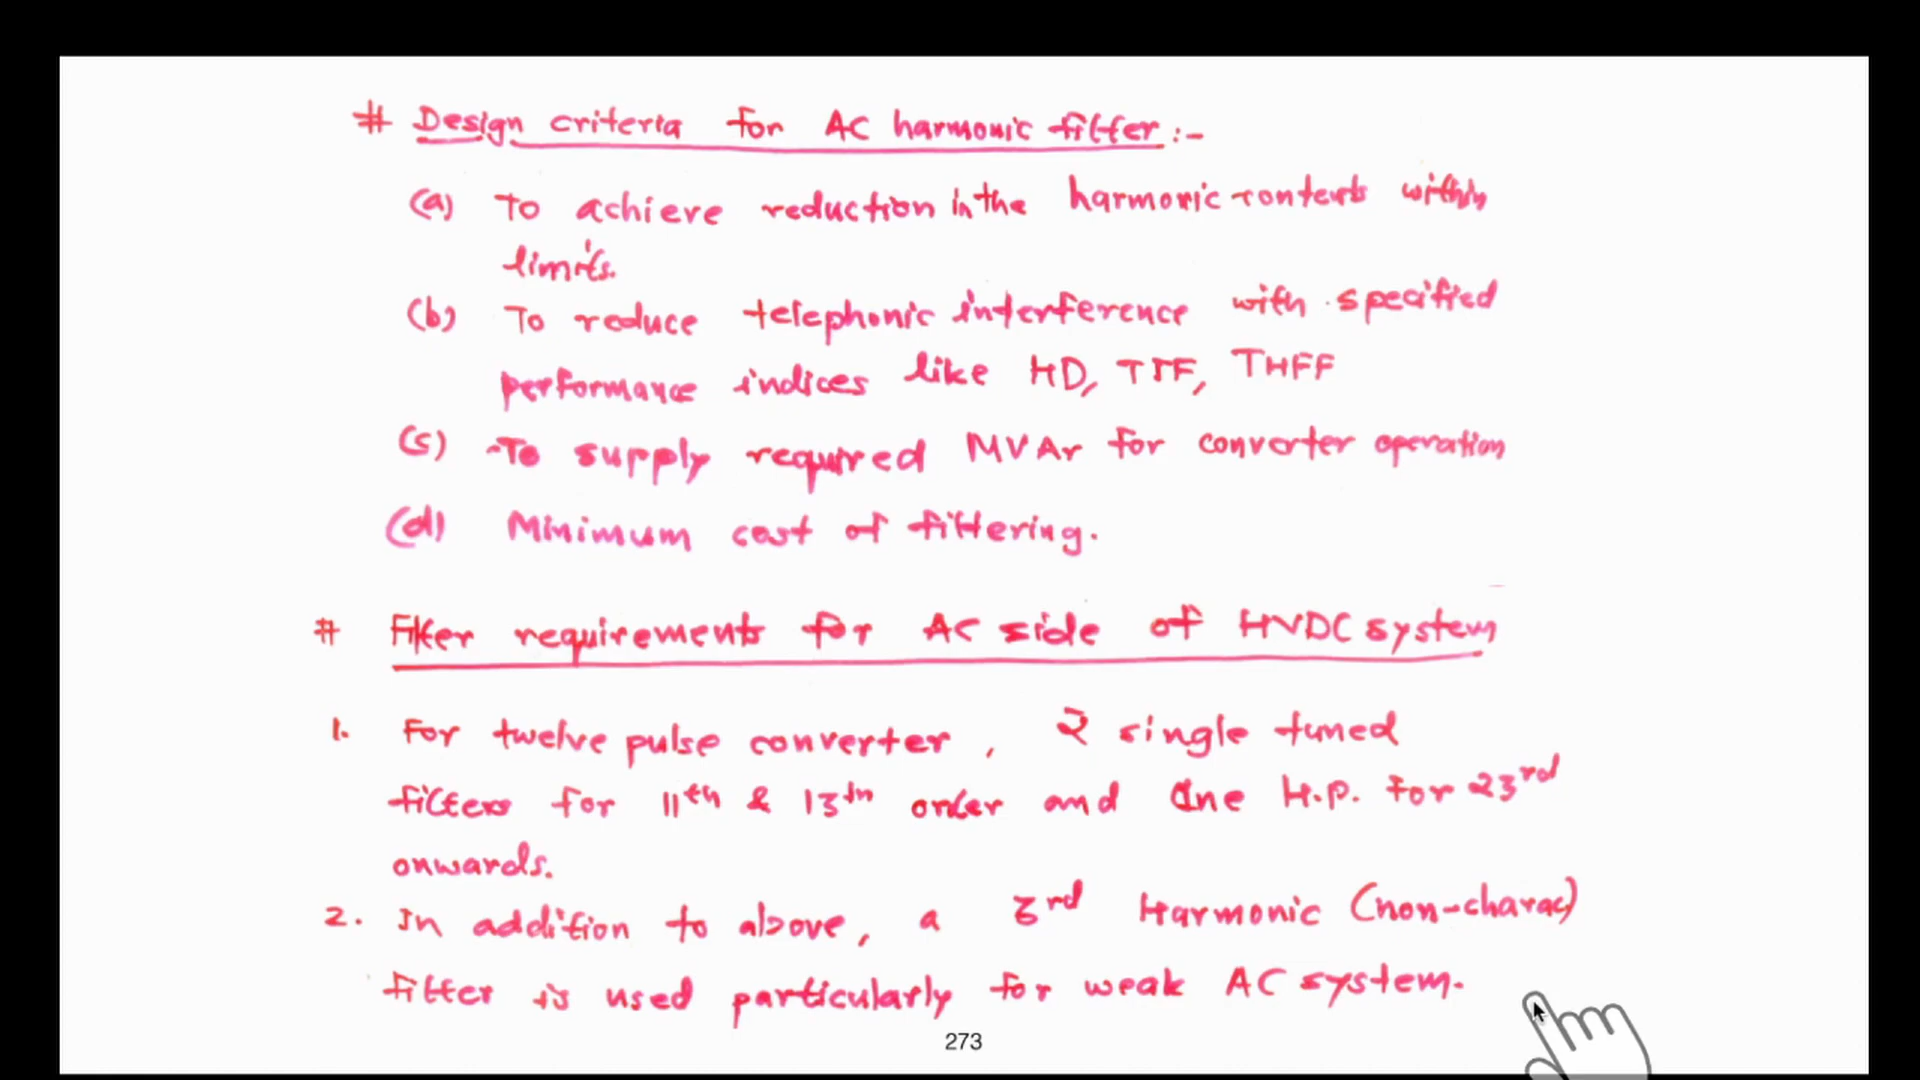 # Design criteria for AC harmonic filter :-
(a) To achieve reduction in the harmonic contents within
limits.
(b) To reduce telephonic interference with specified
performance indices like HD, TIF, THFF
(c) To supply required MVAr for converter operation
(d) Minimum cost of filtering.
# Filter requirements for AC side of HVDC system
1. For twelve pulse converter, 2 single tuned
filters for 11th & 13th order and One H.P. for 23rd
onwards.
2. In addition to above, a 3rd Harmonic (non-charac)
filter is used particularly for weak AC system.
273